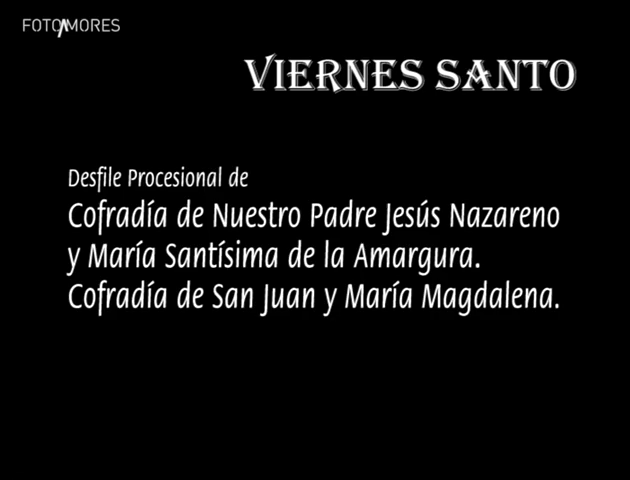 FOTOAMORES
VIERNES SANTO
Desfile Procesional de
Cofradía de Nuestro Padre Jesús Nazareno
y María Santísima de la Amargura.
Cofradía de San Juan y María Magdalena.